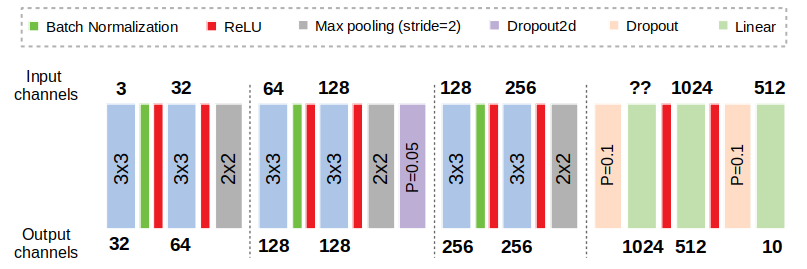 Batch Normalization ReLU Max pooling (stride=2) Dropout2d Dropout Linear
Input channels 3 32 64 128 128 256 ?? 1024 512
3x3 3x3 2x2 3x3 3x3 2x2 P=0.05 3x3 3x3 2x2 P=0.1 P=0.1
Output channels 32 64 128 128 256 256 1024 512 10